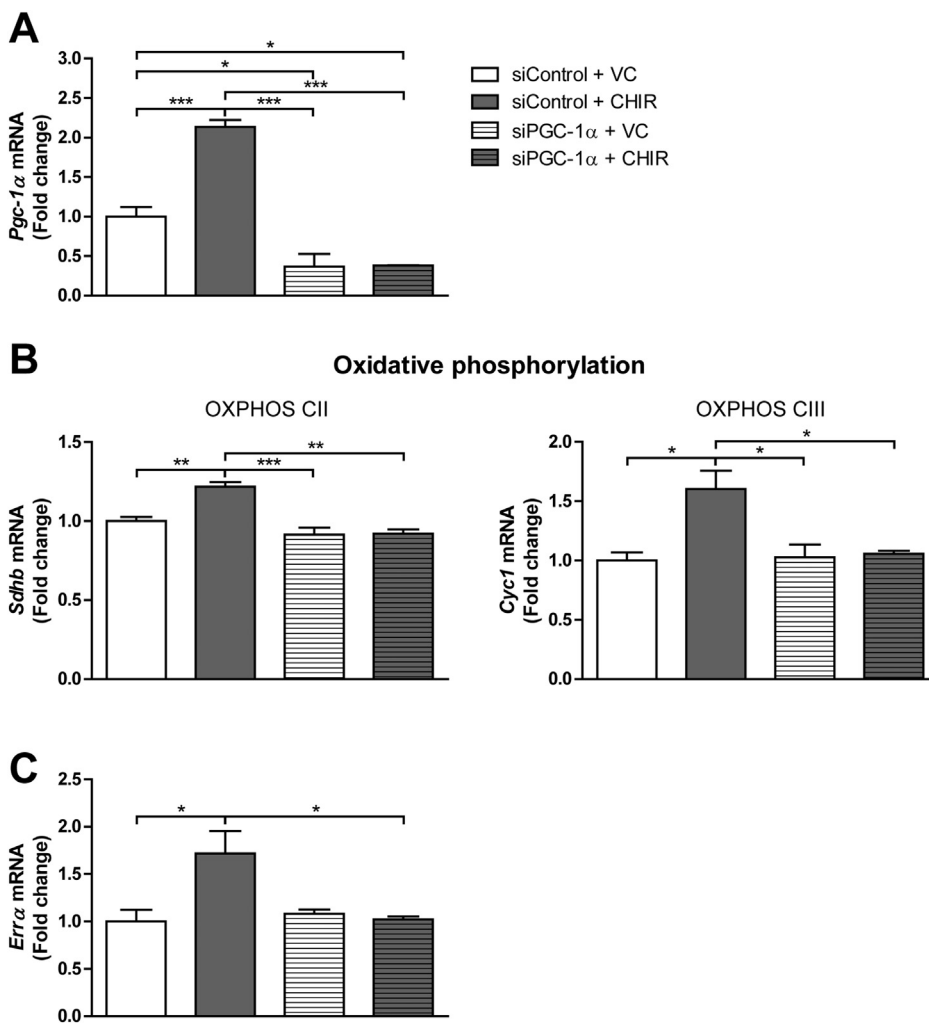 A
*
*
***
*** ***
3.0
2.5
2.0
1.5
1.0
0.5
0.0
Pgc-1α mRNA
(Fold change)
siControl + VC
siControl + CHIR
siPGC-1α + VC
siPGC-1α + CHIR
B
Oxidative phosphorylation
OXPHOS CII
**
** ***
1.5
1.0
0.5
0.0
Sdhb mRNA
(Fold change)
OXPHOS CIII
*
* *
2.0
1.5
1.0
0.5
0.0
Cyc1 mRNA
(Fold change)
C
* *
2.5
2.0
1.5
1.0
0.5
0.0
Errα mRNA
(Fold change)